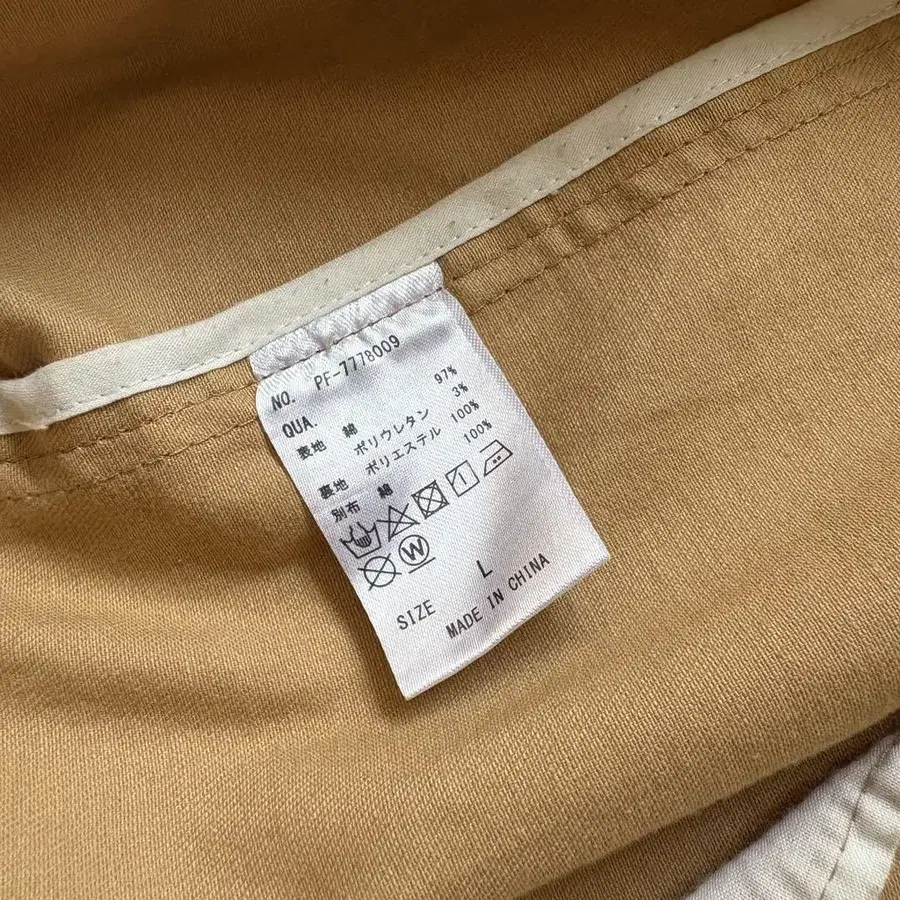 NO. PF-7778009
QUA.
表地 綿 97%
ポリウレタン 3%
裏地 ポリエステル 100%
別布 綿 100%
1
W
SIZE L
MADE IN CHINA